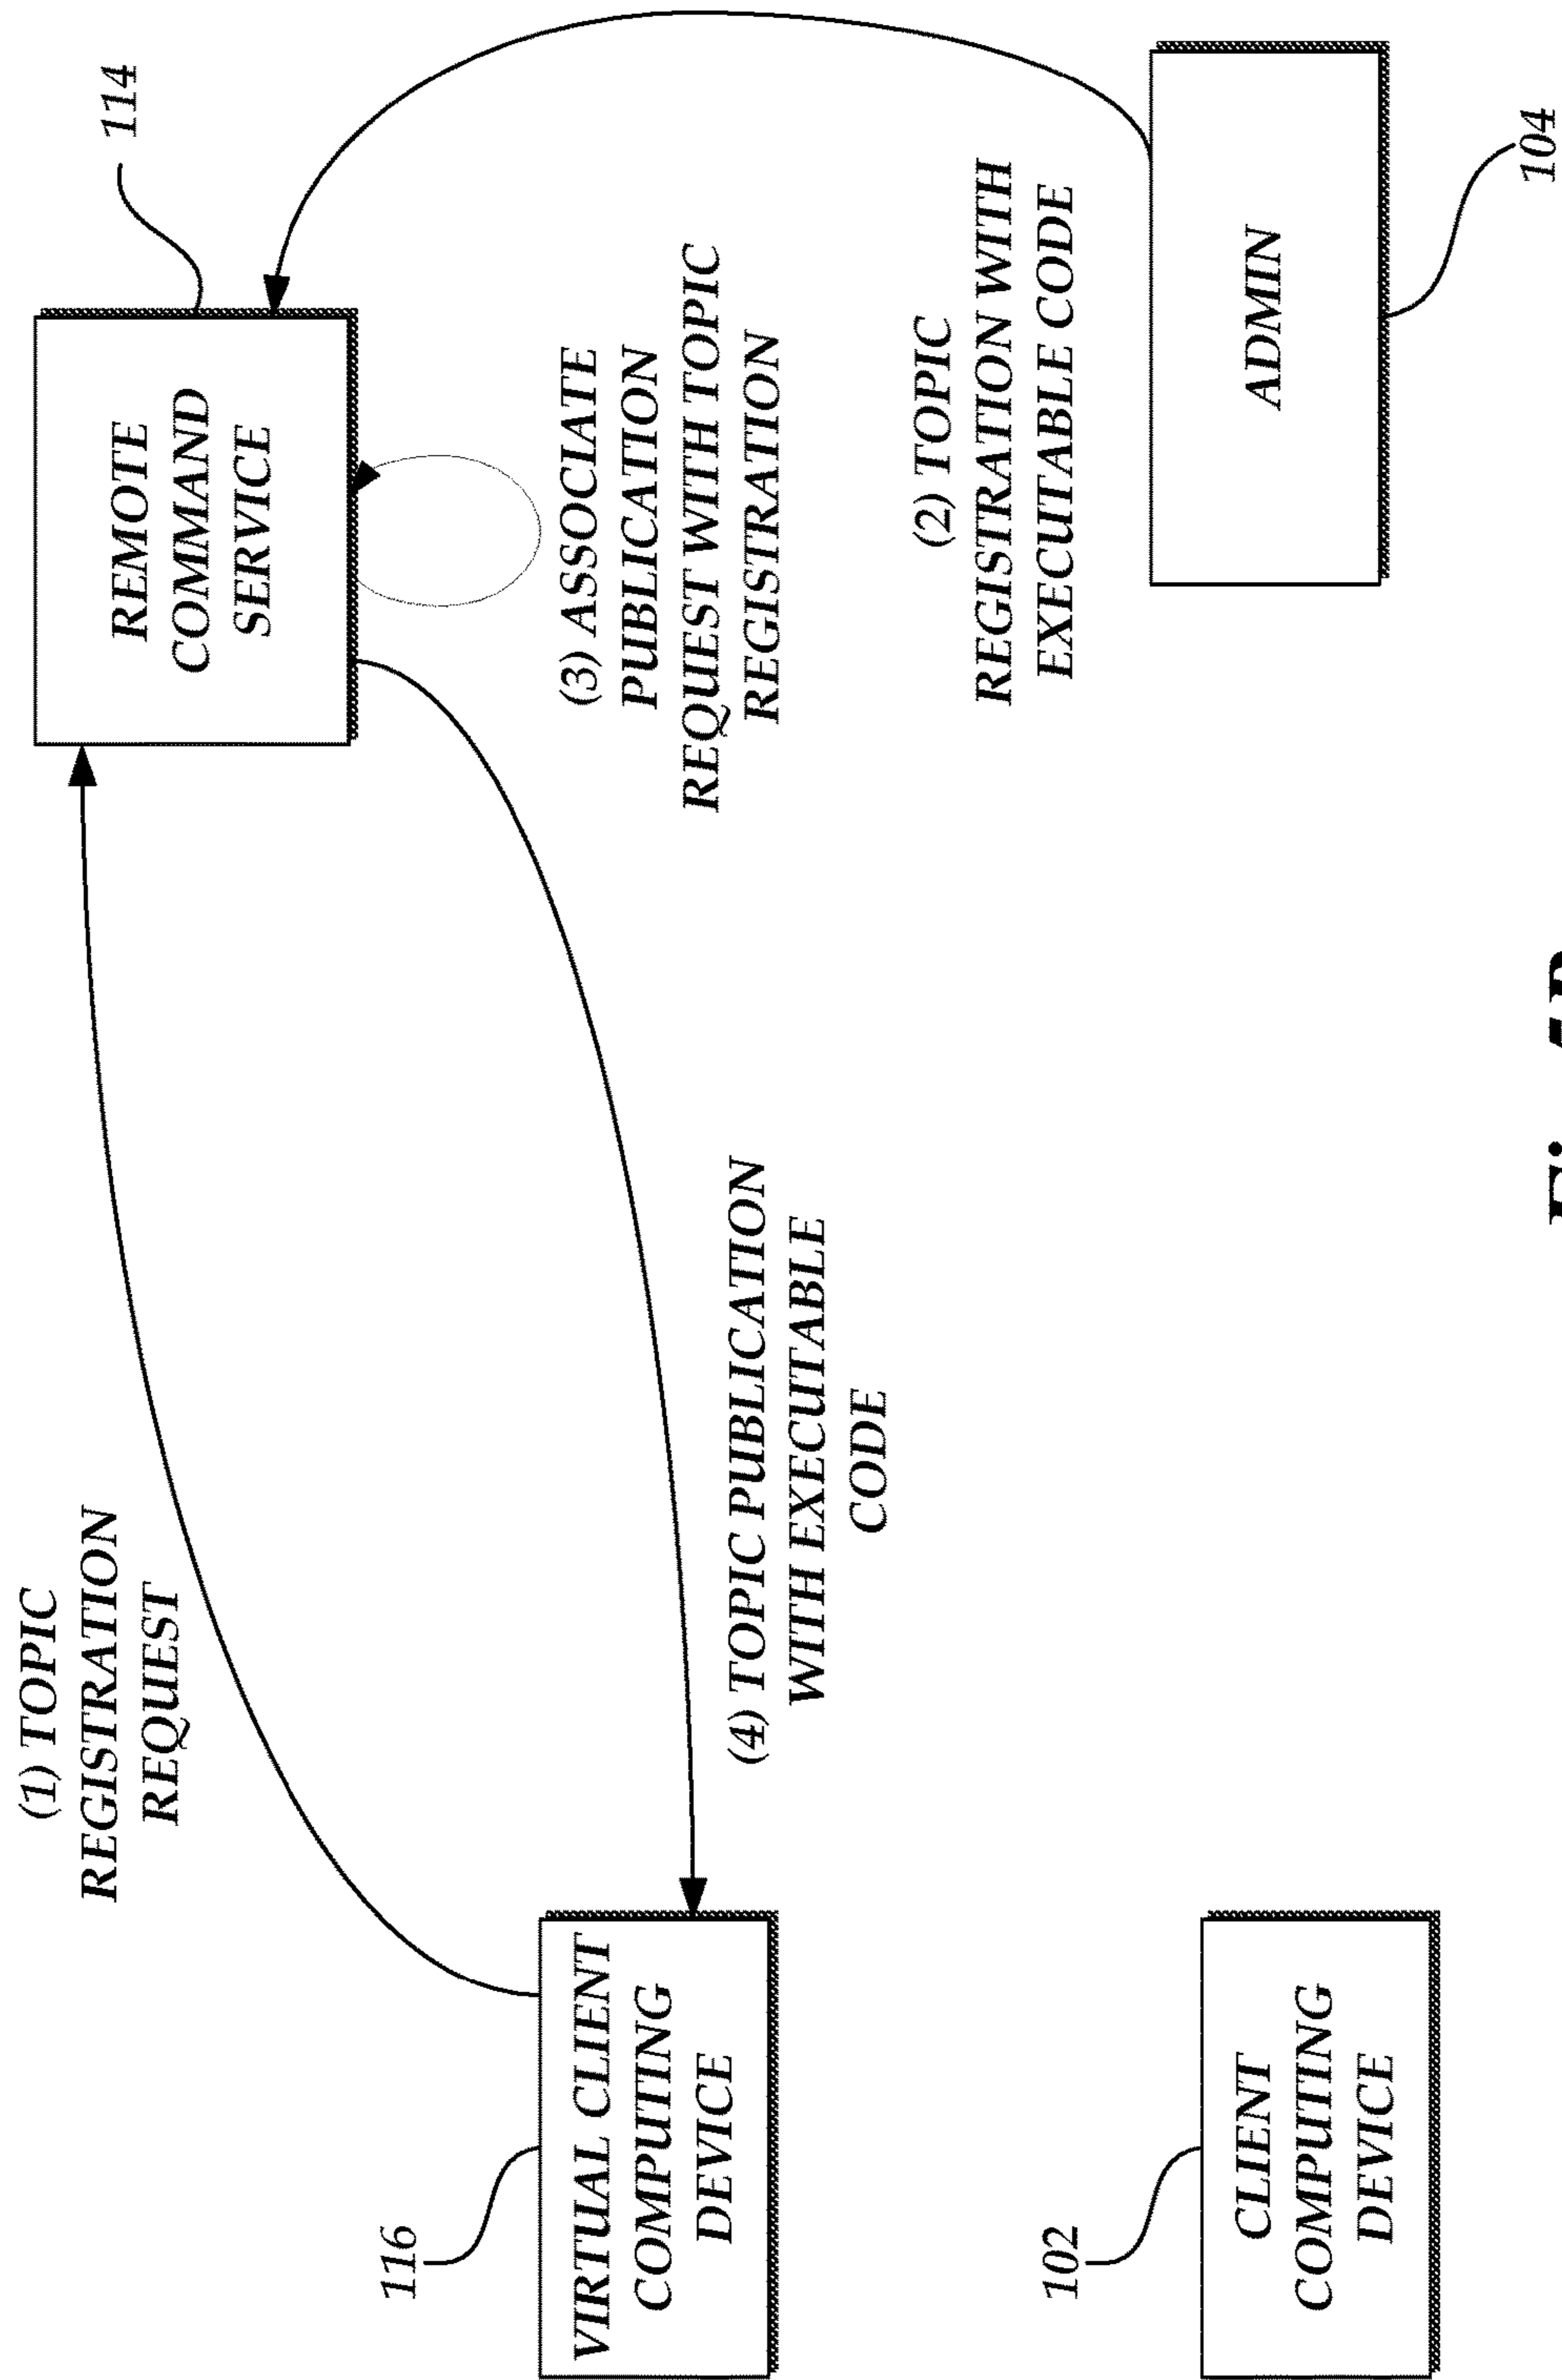 (1) TOPIC
REGISTRATION
REQUEST
114
REMOTE
COMMAND
SERVICE
116
VIRTUAL CLIENT
COMPUTING
DEVICE
(3) ASSOCIATE
PUBLICATION
REQUEST WITH TOPIC
REGISTRATION
(4) TOPIC PUBLICATION
WITH EXECUTABLE
CODE
(2) TOPIC
REGISTRATION WITH
EXECUTABLE CODE
102
CLIENT
COMPUTING
DEVICE
ADMIN
104